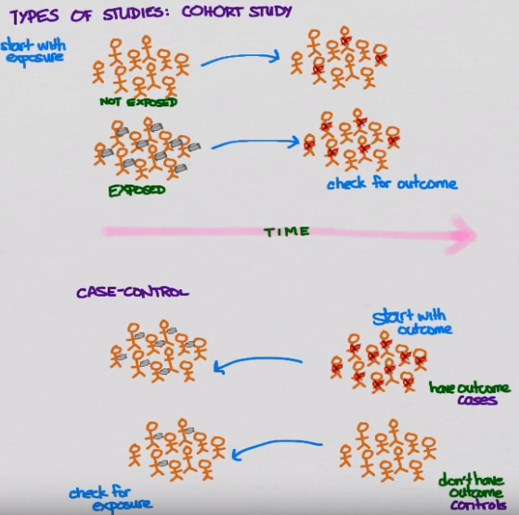 TYPES OF STUDIES: COHORT STUDY
start with
exposure
NOT EXPOSED
EXPOSED
check for outcome
TIME
CASE-CONTROL
start with
outcome
have outcome
cases
check for
exposure
don't have
outcome
controls